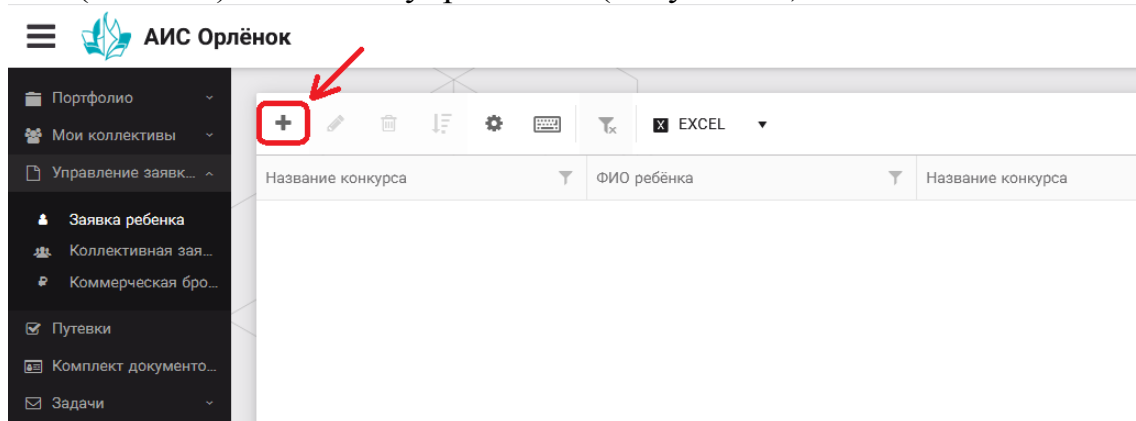 АИС Орлёнок
Портфолио
Мои коллективы
Управление заявк...
Заявка ребенка
Коллективная зая...
Коммерческая бро...
Путевки
Комплект документо...
Задачи
EXCEL
Название конкурса ФИО ребёнка Название конкурса